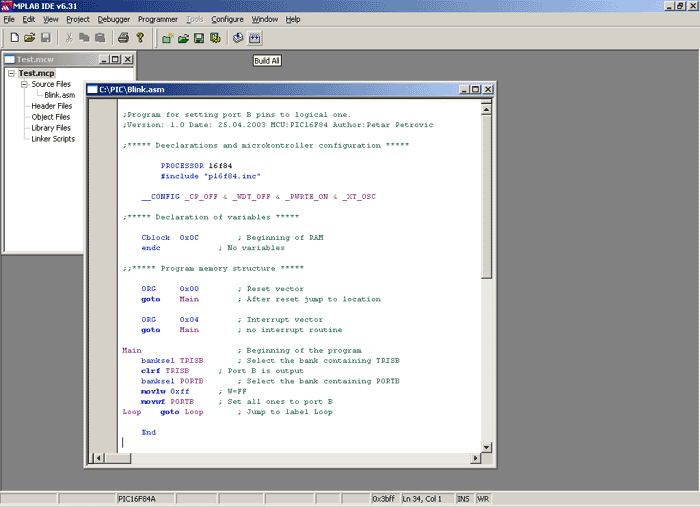 MPLAB IDE v6.31
File Edit View Project Debugger Programmer Tools Configure Window Help
Build All
Test.mcw
Test.mcp
Source Files
Blink.asm
Header Files
Object Files
Library Files
Linker Scripts
C:\PIC\Blink.asm
;Program for setting port B pins to logical one.
;Version: 1.0 Date: 25.04.2003 MCU:PIC16F84 Author:Petar Petrovic
;***** Deeclarations and microkontroller configuration *****
PROCESSOR 16f84
#include "p16f84.inc"
__CONFIG _CP_OFF & _WDT_OFF & _PWRTE_ON & _XT_OSC
;***** Declaration of variables *****
Cblock 0x0C ; Beginning of RAM
endc ; No variables
;;***** Program memory structure *****
ORG 0x00 ; Reset vector
goto Main ; After reset jump to location
ORG 0x04 ; Interrupt vector
goto Main ; no interrupt routine
Main ; Beginning of the program
banksel TRISB ; Select the bank containing TRISB
clrf TRISB ; Port B is output
banksel PORTB ; Select the bank containing PORTB
movlw 0xff ; W=FF
movwf PORTB ; Set all ones to port B
Loop goto Loop ; Jump to label Loop
End
PIC16F84A 0x3bff Ln 34, Col 1 INS WR